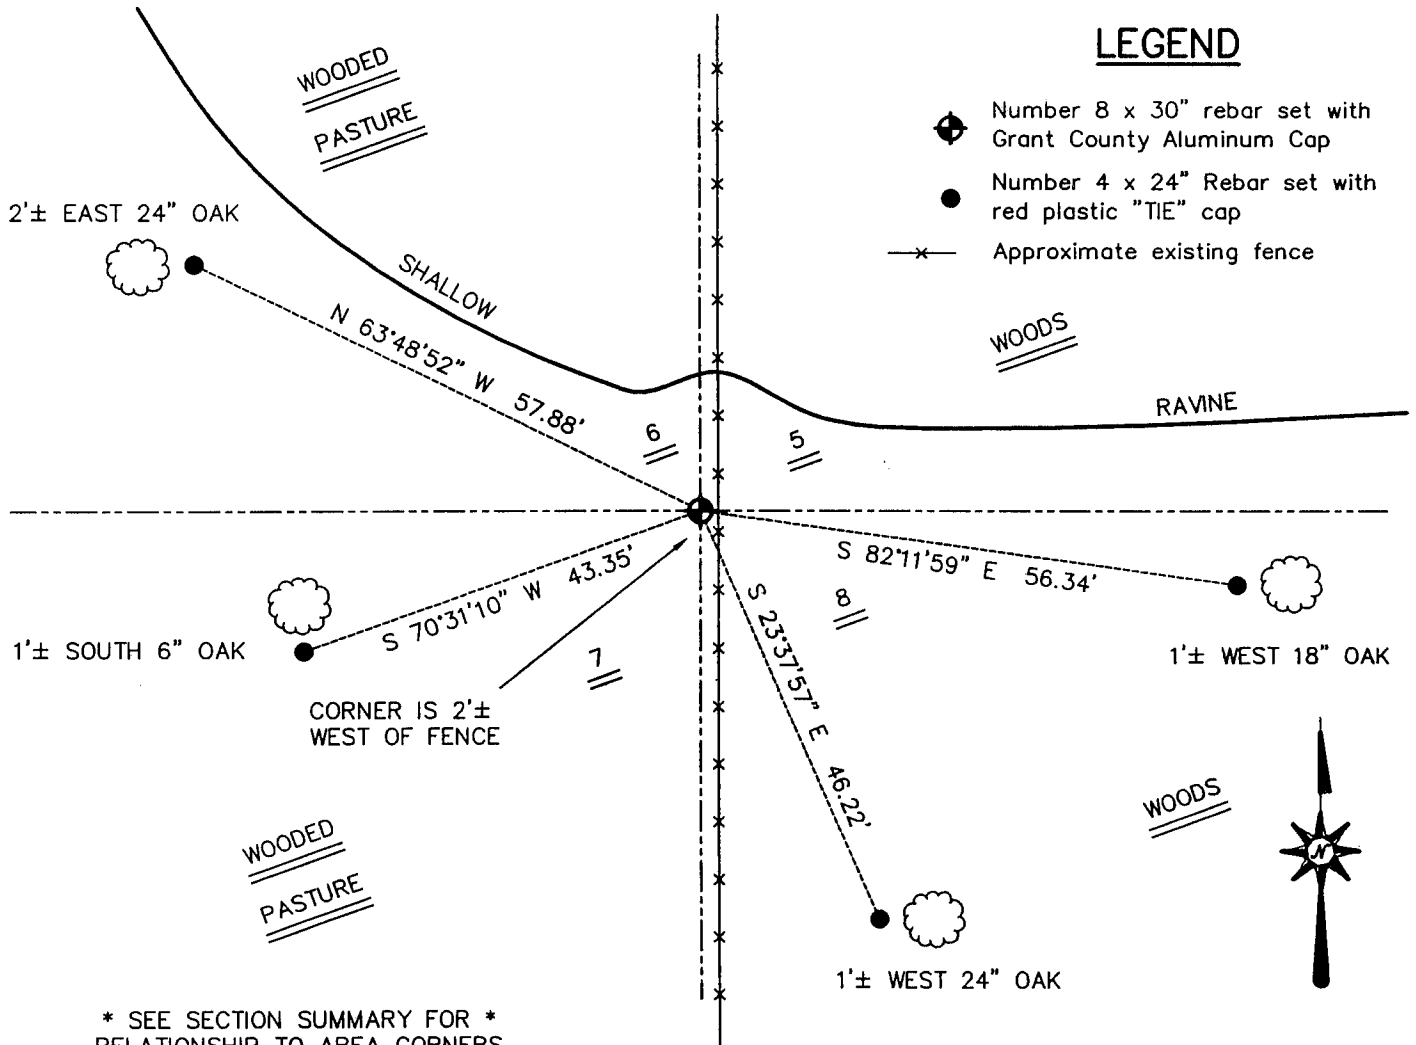 LEGEND
Number 8 x 30" rebar set with
Grant County Aluminum Cap
Number 4 x 24" Rebar set with
red plastic "TIE" cap
Approximate existing fence
WOODED
PASTURE
2'± EAST 24" OAK
SHALLOW
N 63°48'52" W 57.88'
WOODS
RAVINE
6
5
S 82°11'59" E 56.34'
S 70°31'10" W 43.35'
S 23°37'57" E 46.22'
8
7
1'± SOUTH 6" OAK
1'± WEST 18" OAK
CORNER IS 2'±
WEST OF FENCE
WOODS
WOODED
PASTURE
N
1'± WEST 24" OAK
* SEE SECTION SUMMARY FOR *
RELATIONSHIP TO AREA CORNERS